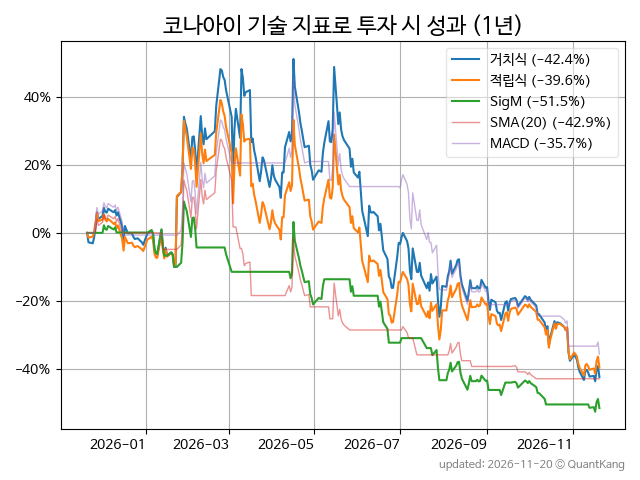 코나아이 기술 지표로 투자 시 성과 (1년)
거치식 (−42.4%)
적립식 (−39.6%)
SigM (−51.5%)
SMA(20) (−42.9%)
MACD (−35.7%)
40%
20%
0%
−20%
−40%
2026-01 2026-03 2026-05 2026-07 2026-09 2026-11
updated: 2026-11-20 © QuantKang